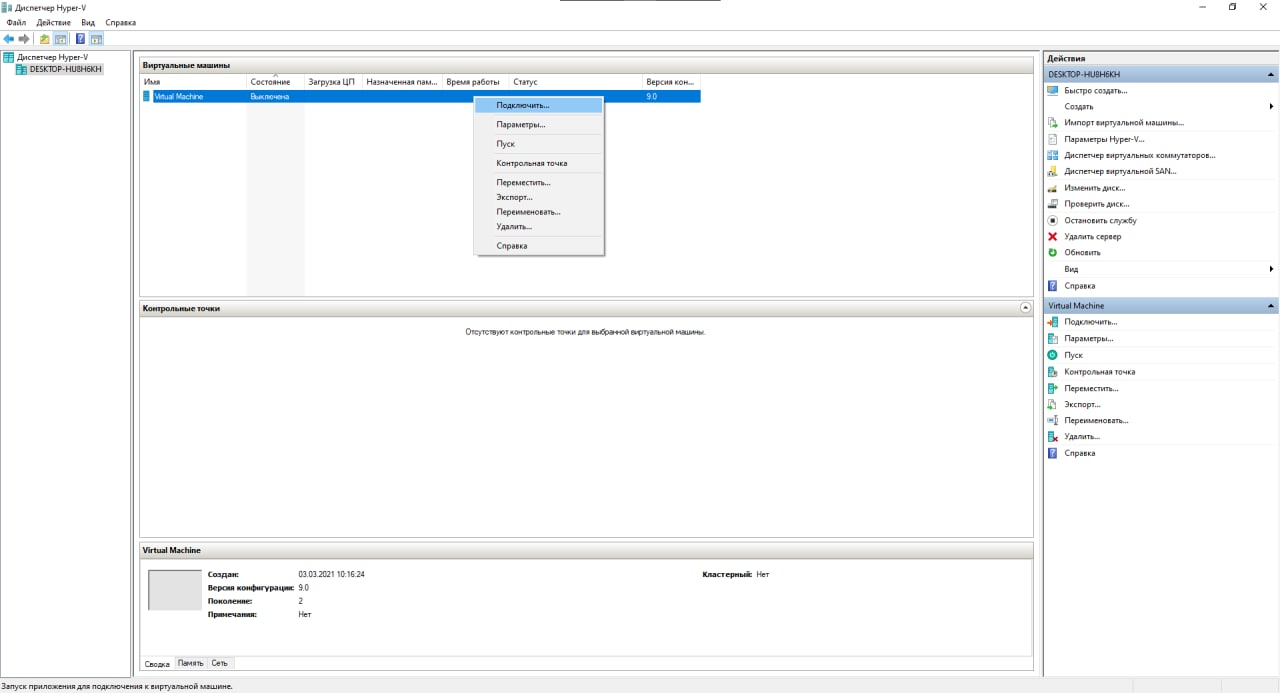 Диспетчер Hyper-V
Файл Действие Вид Справка
Диспетчер Hyper-V
DESKTOP-HU8H6KH
Виртуальные машины
Имя Состояние Загрузка ЦП Назначенная пам... Время работы Статус Версия кон...
Virtual Machine Выключена 9.0
Подключить...
Параметры...
Пуск
Контрольная точка
Переместить...
Экспорт...
Переименовать...
Удалить...
Справка
Контрольные точки
Отсутствуют контрольные точки для выбранной виртуальной машины.
Virtual Machine
Создан: 03.03.2021 10:16:24 Кластерный: Нет
Версия конфигурации: 9.0
Поколение: 2
Примечания: Нет
Сводка Память Сеть
Действия
DESKTOP-HU8H6KH
Быстро создать...
Создать
Импорт виртуальной машины...
Параметры Hyper-V...
Диспетчер виртуальных коммутаторов...
Диспетчер виртуальной SAN...
Изменить диск...
Проверить диск...
Остановить службу
Удалить сервер
Обновить
Вид
Справка
Virtual Machine
Подключить...
Параметры...
Пуск
Контрольная точка
Переместить...
Экспорт...
Переименовать...
Удалить...
Справка
Запуск приложения для подключения к виртуальной машине.